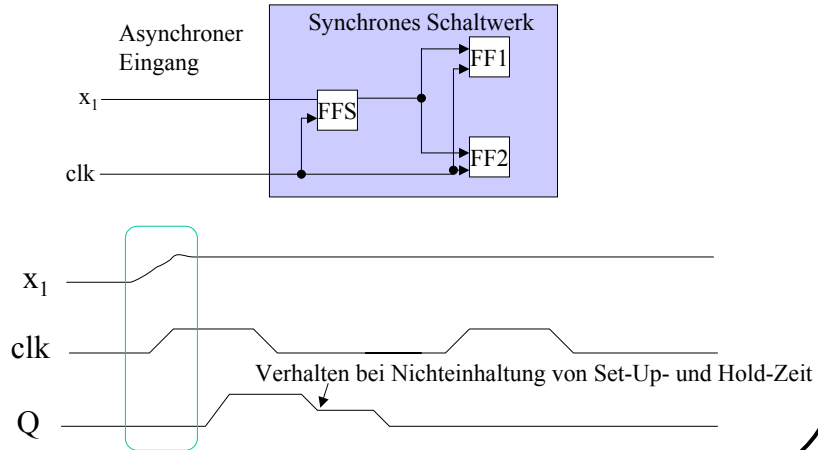 Synchrones Schaltwerk
Asynchroner
Eingang
FF1
x1
FFS
FF2
clk
x1
clk
Verhalten bei Nichteinhaltung von Set-Up- und Hold-Zeit
Q